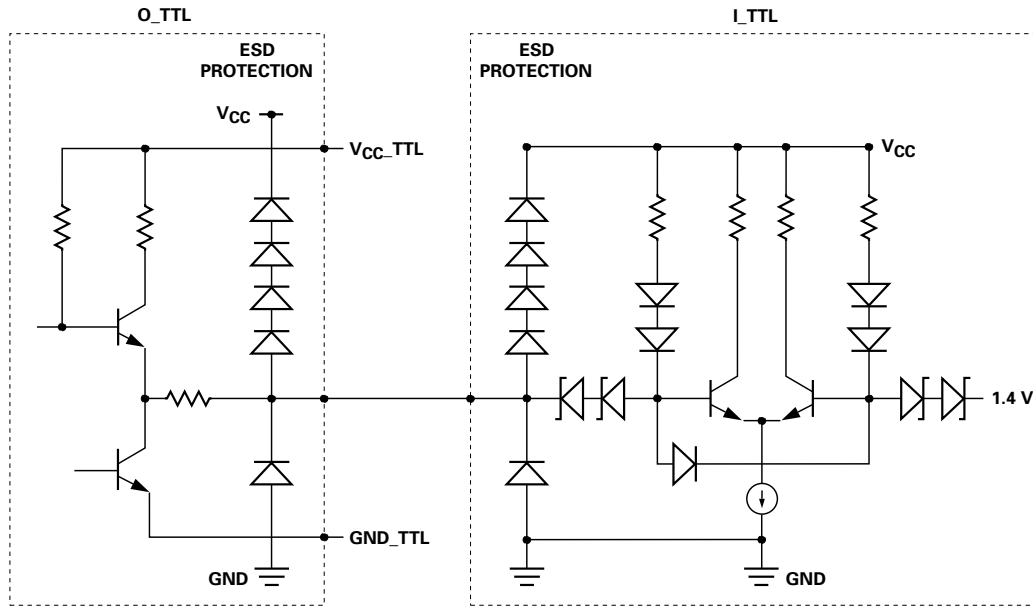 O_TTL
I_TTL
ESD
PROTECTION
VCC
VCC_TTL
GND_TTL
GND
ESD
PROTECTION
VCC
1.4 V
GND